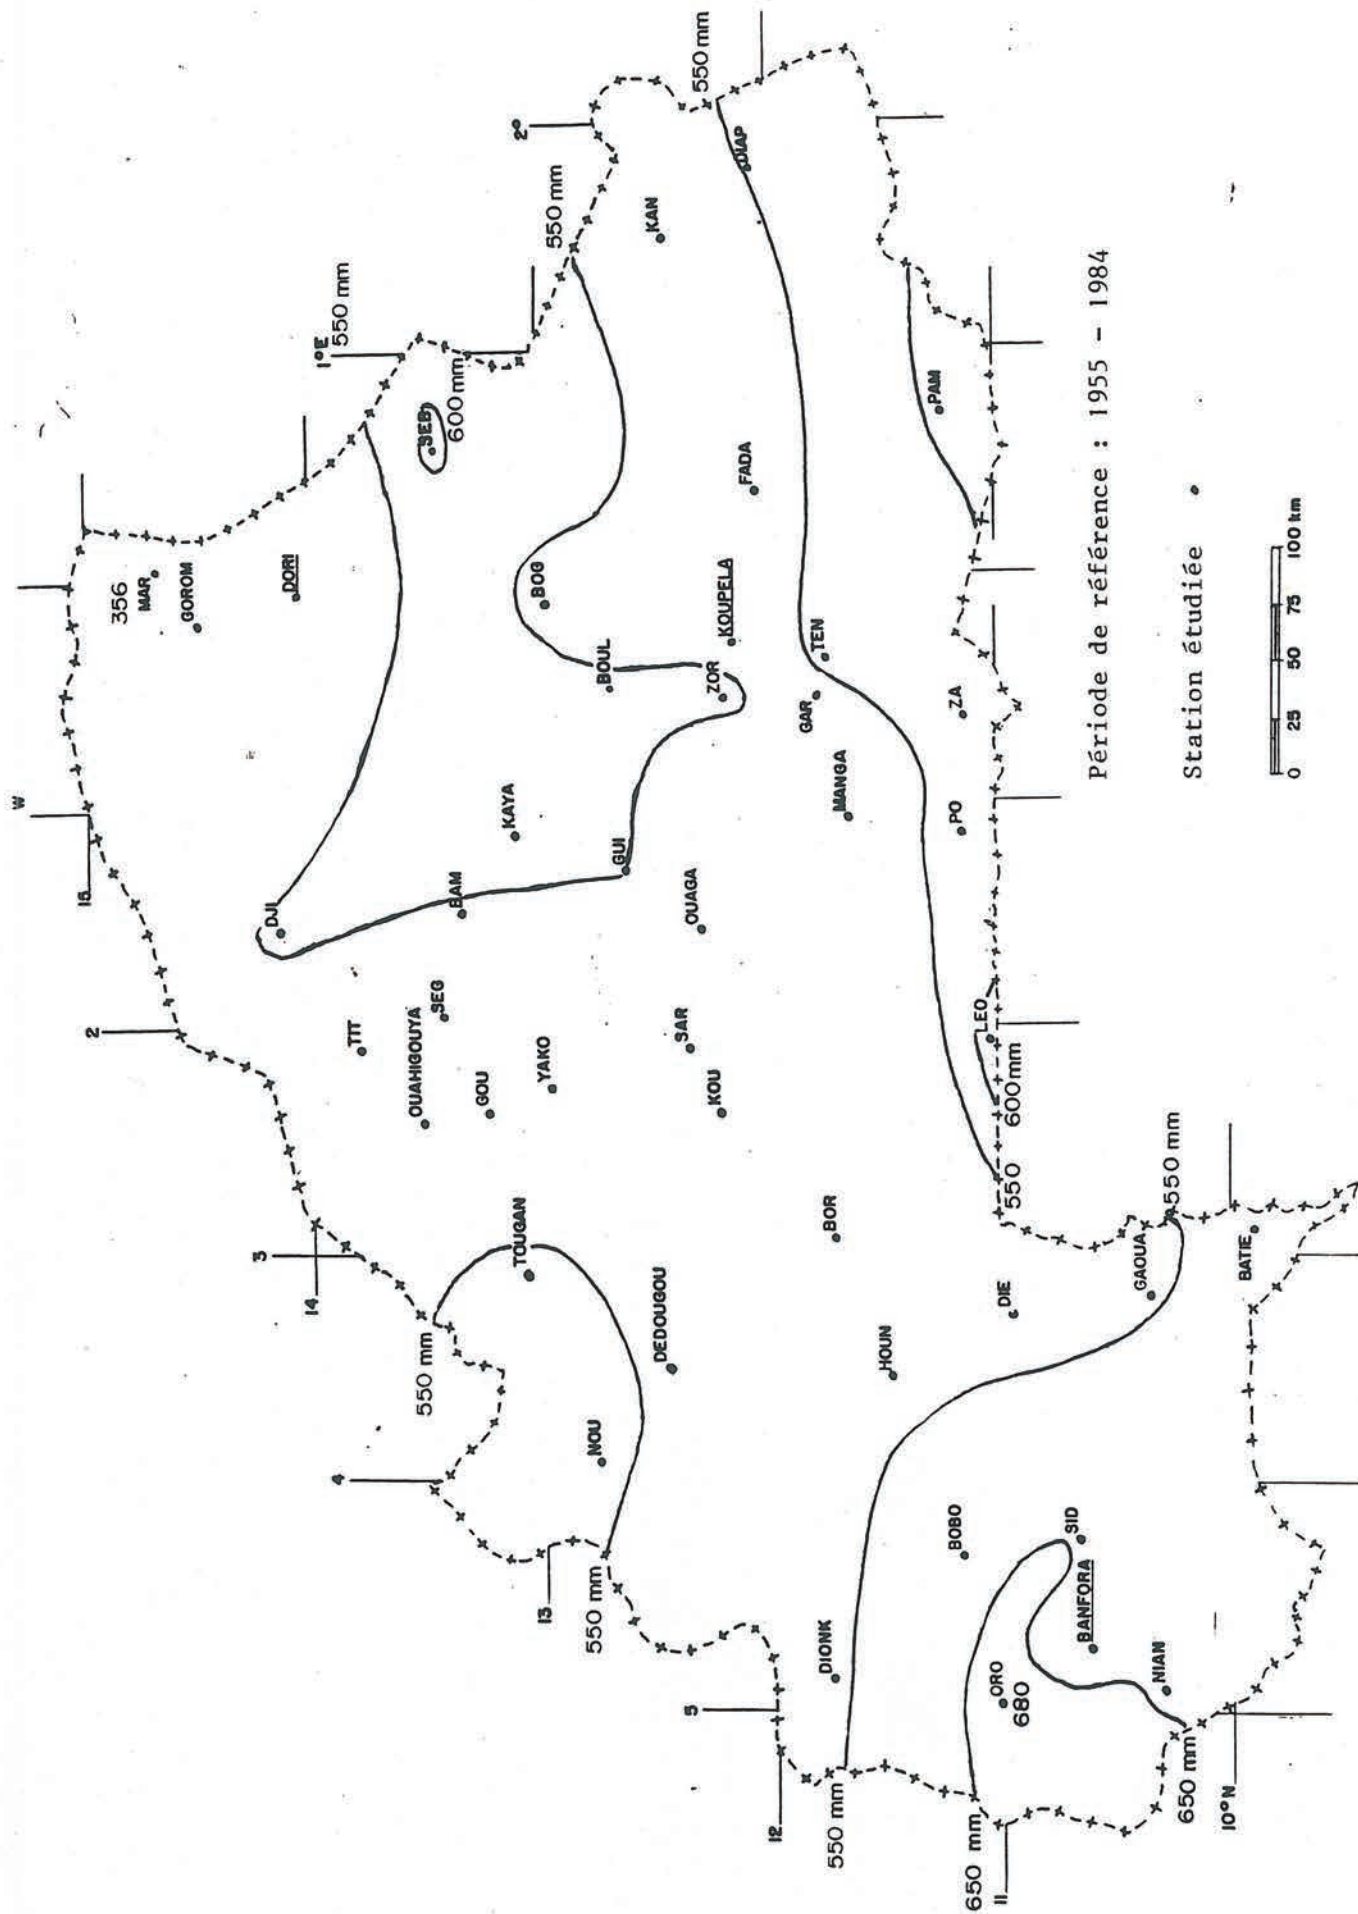 W
2°
15
2
356
MAR
GOROM
DORI
1°E
550 mm
550 mm
550 mm
DIAP
KAN
SEB
600 mm
DJI
TIT
3
14
OUAHIGOUYA
SEG
BAM
KAYA
BOG
FADA
GOU
YAKO
GUI
BOUL
KOUPELA
ZOR
550 mm
TOUGAN
4
NOU
DEDOUGOU
KOU
SAR
OUAGA
GAR
TEN
MANGA
PAM
13
550 mm
BOR
HOUN
PO
ZA
LEO
600 mm
550
5
12
DIONK
550 mm
BOBO
DIE
GAOUA
550 mm
BATIE
650 mm
11
ORO
680
SID
BANFORA
NIAN
650 mm
10°N
Période de référence : 1955 - 1984
Station étudiée
0 25 50 75 100 km